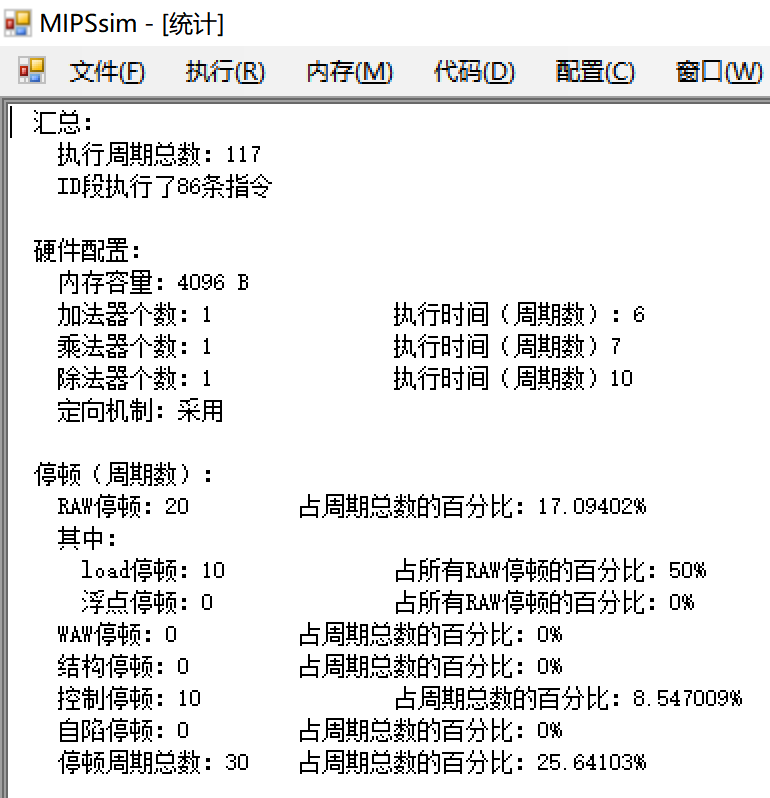 MIPSsim - [统计]
文件(F) 执行(R) 内存(M) 代码(D) 配置(C) 窗口(W)
汇总:
执行周期总数: 117
ID段执行了86条指令
硬件配置:
内存容量: 4096 B
加法器个数: 1 执行时间（周期数）: 6
乘法器个数: 1 执行时间（周期数）7
除法器个数: 1 执行时间（周期数）10
定向机制: 采用
停顿（周期数）:
RAW停顿: 20 占周期总数的百分比: 17.09402%
其中:
load停顿: 10 占所有RAW停顿的百分比: 50%
浮点停顿: 0 占所有RAW停顿的百分比: 0%
WAW停顿: 0 占周期总数的百分比: 0%
结构停顿: 0 占周期总数的百分比: 0%
控制停顿: 10 占周期总数的百分比: 8.547009%
自陷停顿: 0 占周期总数的百分比: 0%
停顿周期总数: 30 占周期总数的百分比: 25.64103%